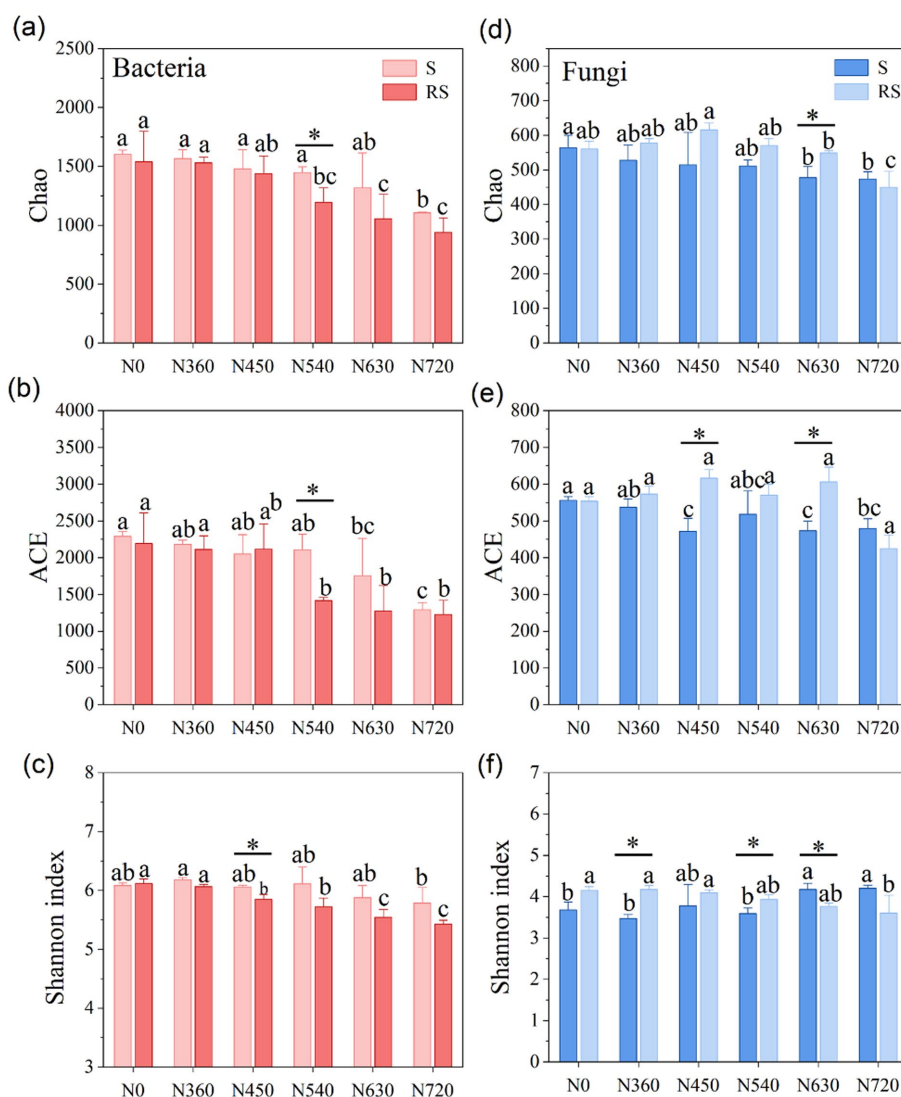 (a)
Bacteria
S
RS
Chao
2500
2000
1500
1000
500
0
a a a a a ab * a bc ab c b c
N0 N360 N450 N540 N630 N720
(b)
ACE
4000
3500
3000
2500
2250
1750
1250
1000
500
0
a a ab a ab a b * ab b bc b c b
N0 N360 N450 N540 N630 N720
(c)
Shannon index
8
7
6
5
4
3
ab a a a * ab b ab c ab c b c
N0 N360 N450 N540 N630 N720
(d)
Fungi
S
RS
Chao
800
700
600
500
400
300
200
100
0
a ab ab ab ab a ab ab * b b b c
N0 N360 N450 N540 N630 N720
(e)
ACE
800
700
600
500
400
300
200
100
0
a a ab a * c a abc a * c a bc a
N0 N360 N450 N540 N630 N720
(f)
Shannon index
7
6
5
4
3
2
1
0
b a * b a ab a * b ab * a ab a b
N0 N360 N450 N540 N630 N720